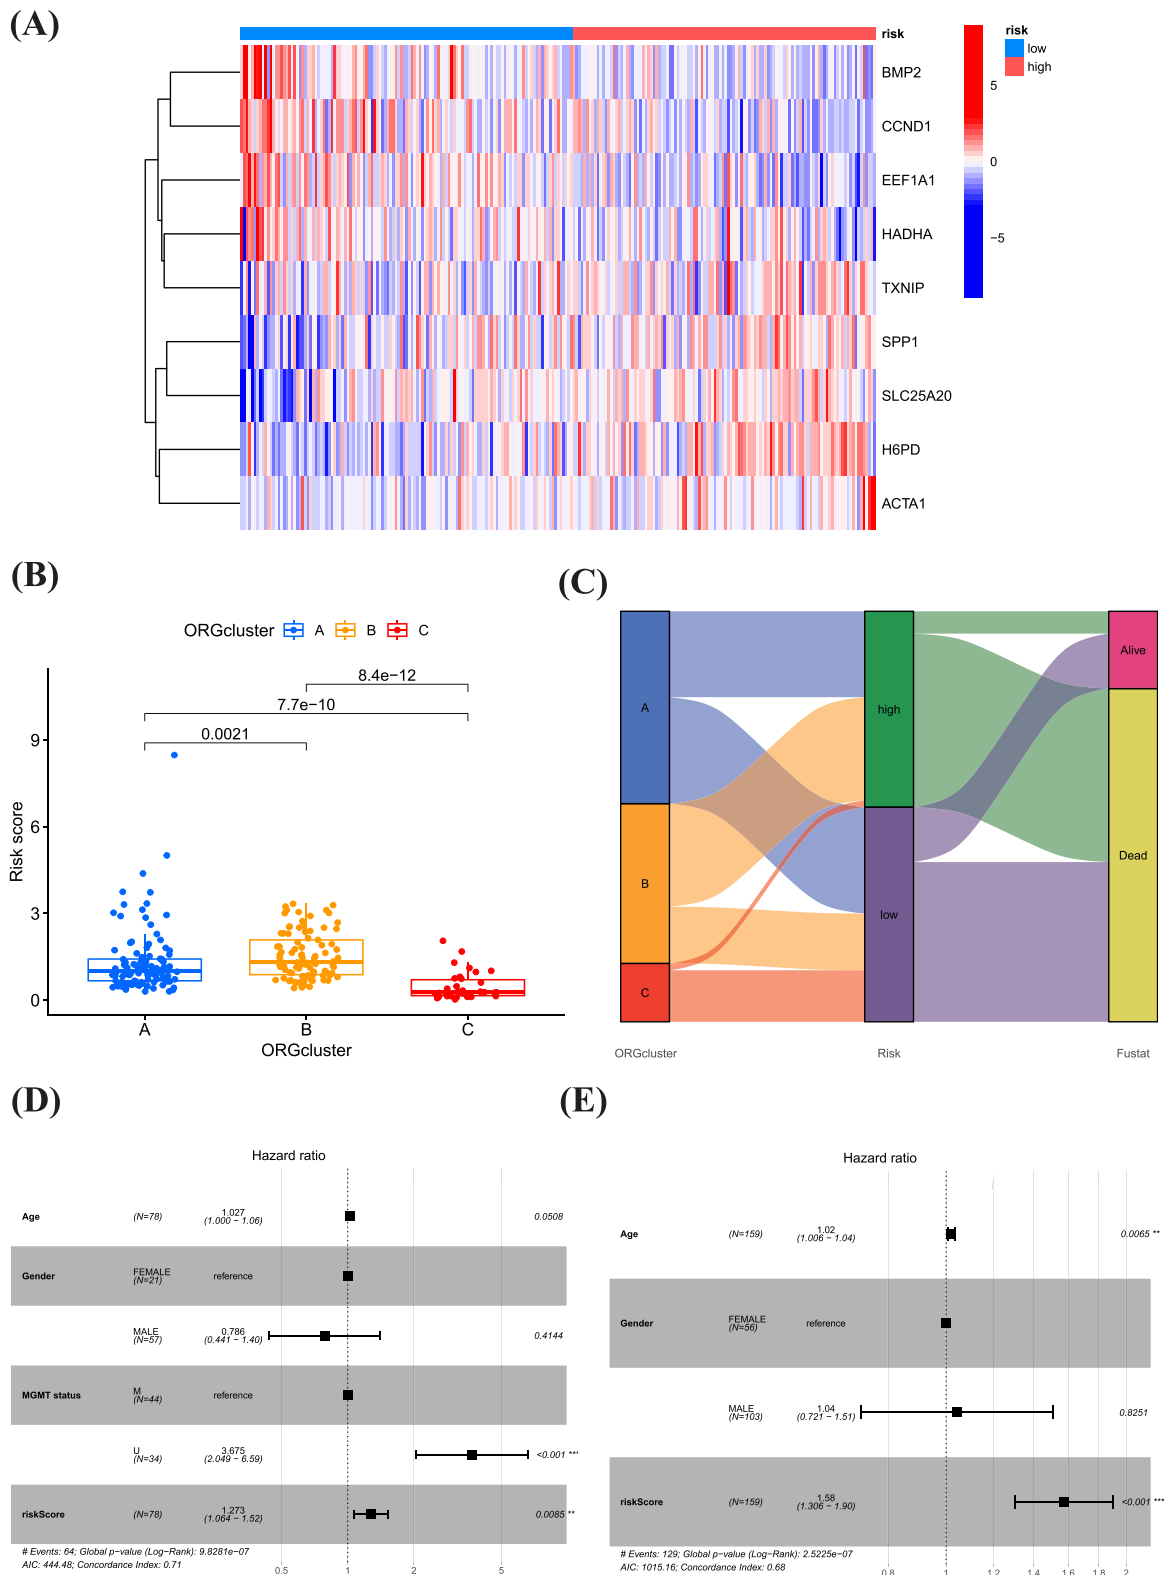 (A)
risk
BMP2
CCND1
EEF1A1
HADHA
TXNIP
SPP1
SLC25A20
H6PD
ACTA1
5
0
−5
risk
low
high
(B)
ORGcluster A B C
8.4e−12
7.7e−10
0.0021
Risk score
9
6
3
0
A B C
ORGcluster
(C)
A
B
C
high
low
Alive
Dead
ORGcluster Risk Fustat
(D)
Hazard ratio
Age (N=78) 1.027 (1.000 − 1.06) 0.0508
Gender FEMALE (N=21) reference
MALE (N=57) 0.786 (0.441 − 1.40) 0.4144
MGMT status M (N=44) reference
U (N=34) 3.675 (2.049 − 6.59) <0.001 ***
riskScore (N=78) 1.273 (1.064 − 1.52) 0.0085 **
# Events: 64; Global p−value (Log−Rank): 9.8281e−07
AIC: 444.48; Concordance Index: 0.71
0.5 1 2 5
(E)
Hazard ratio
Age (N=159) 1.02 (1.006 − 1.04) 0.0065 **
Gender FEMALE (N=56) reference
MALE (N=103) 1.04 (0.721 − 1.51) 0.8251
riskScore (N=159) 1.58 (1.306 − 1.90) <0.001 ***
# Events: 129; Global p−value (Log−Rank): 2.5225e−07
AIC: 1015.16; Concordance Index: 0.68
0.8 1 1.2 1.4 1.6 1.8 2